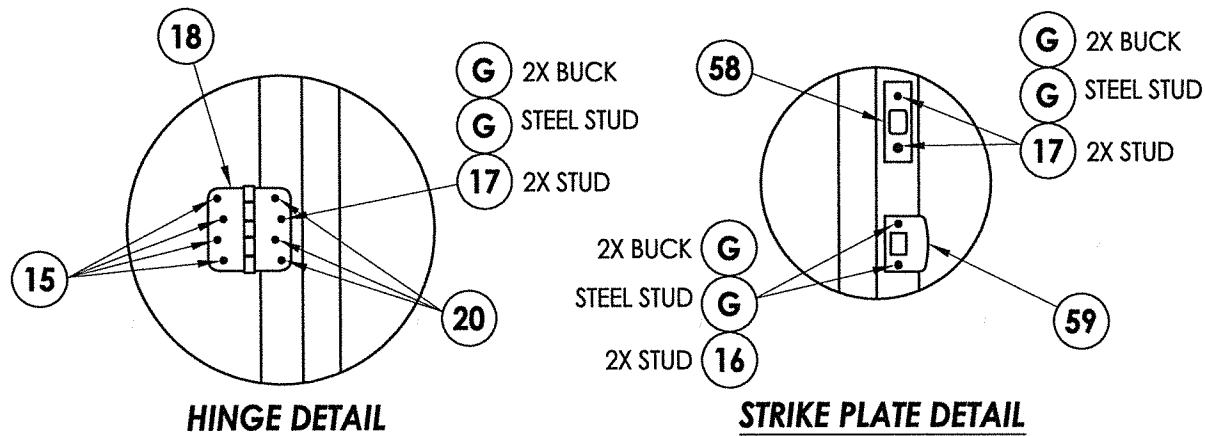 18
G 2X BUCK
G STEEL STUD
17 2X STUD
15
20
HINGE DETAIL
58
G 2X BUCK
G STEEL STUD
17 2X STUD
2X BUCK G
STEEL STUD G
2X STUD 16
59
STRIKE PLATE DETAIL